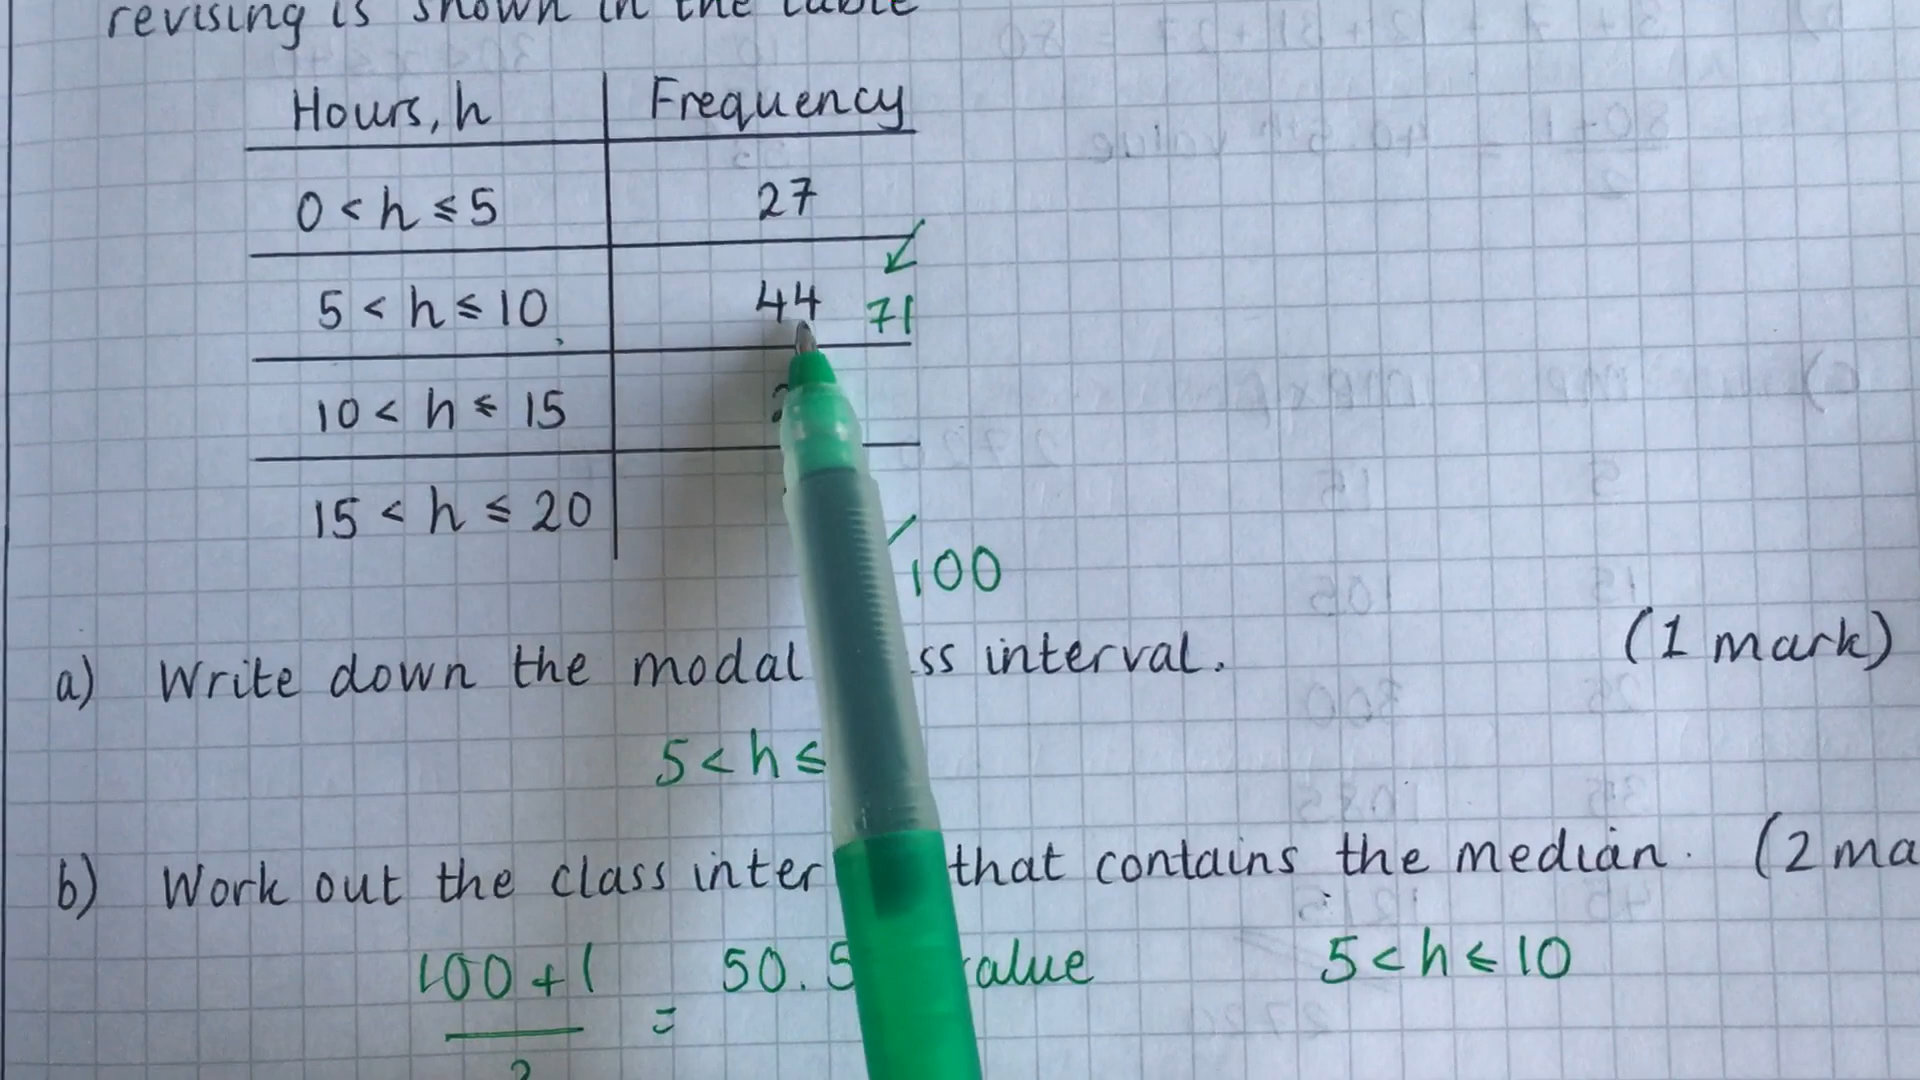 revising is shown in the table
Hours, h Frequency
0 < h ≤ 5 27
5 < h ≤ 10 44 71
10 < h ≤ 15
15 < h ≤ 20
100
a) Write down the modal ss interval. (1 mark)
5 < h ≤
b) Work out the class inter that contains the median. (2 ma
100 + 1 = 50.5 alue 5 < h ≤ 10
2